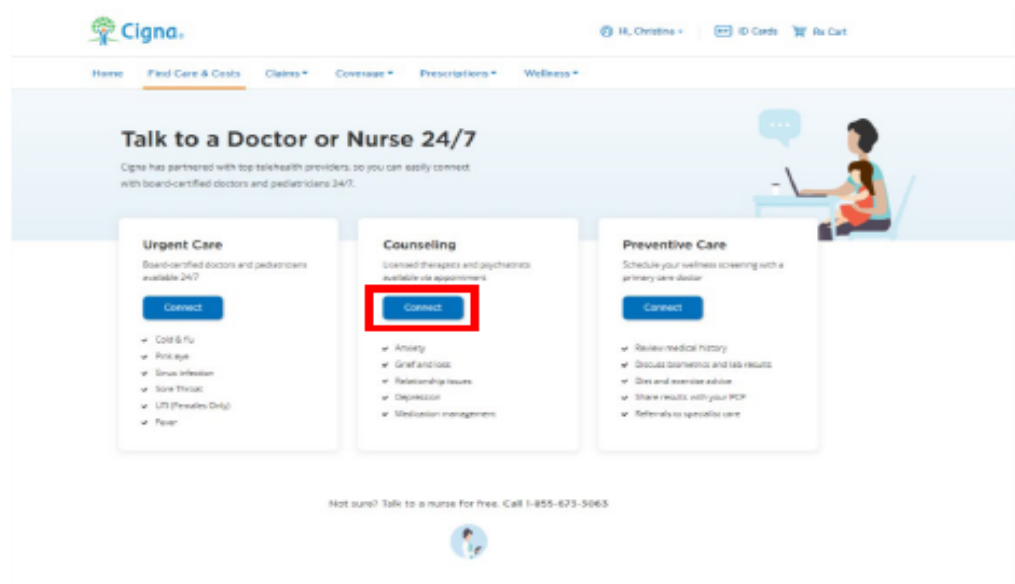 Cigna.
Hi, Christina
ID Cards
Rx Cart
Home
Find Care & Costs
Claims
Coverage
Prescriptions
Wellness
Talk to a Doctor or Nurse 24/7
Cigna has partnered with top telehealth providers, so you can easily connect
with board-certified doctors and pediatricians 24/7.
Urgent Care
Board-certified doctors and pediatricians
available 24/7
Connect
Cold & flu
Pink eye
Sinus infection
Sore Throat
UTI (Females Only)
Fever
Counseling
Licensed therapists and psychiatrists
available via appointment
Connect
Anxiety
Grief and loss
Relationship issues
Depression
Medication management
Preventive Care
Schedule your wellness screening with a
primary care doctor
Connect
Review medical history
Discuss biometrics and lab results
Diet and exercise advice
Share results with your PCP
Referrals to specialist care
Not sure? Talk to a nurse for free. Call 1-855-673-3063